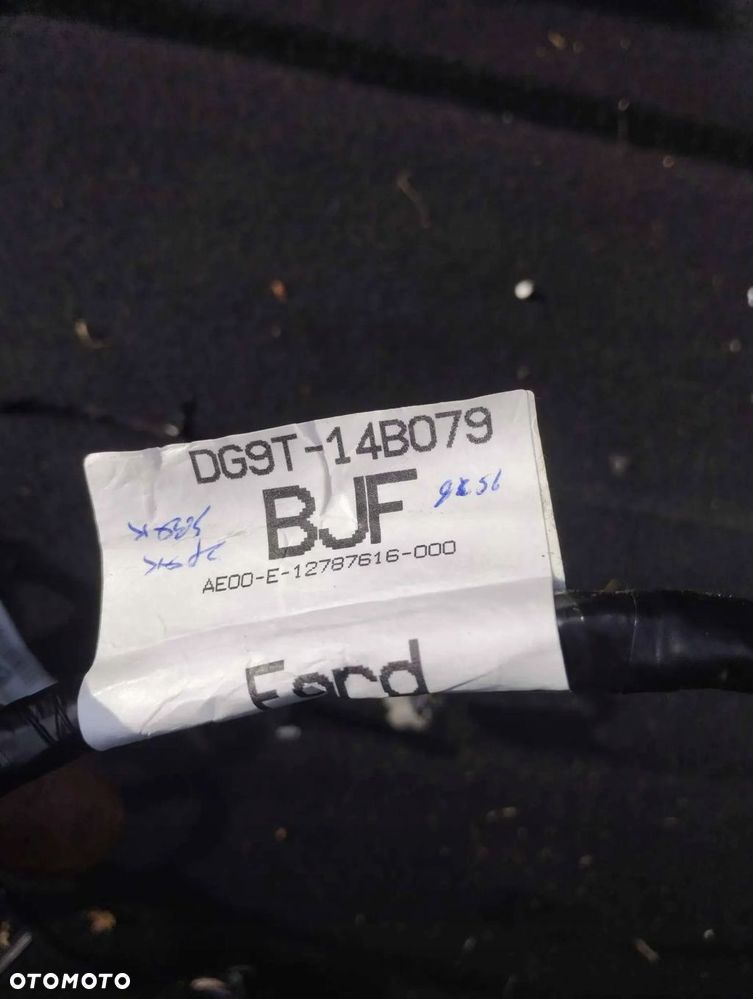 DG9T-14B079
BJF
AE00-E-12787616-000
Ford
OTOMOTO